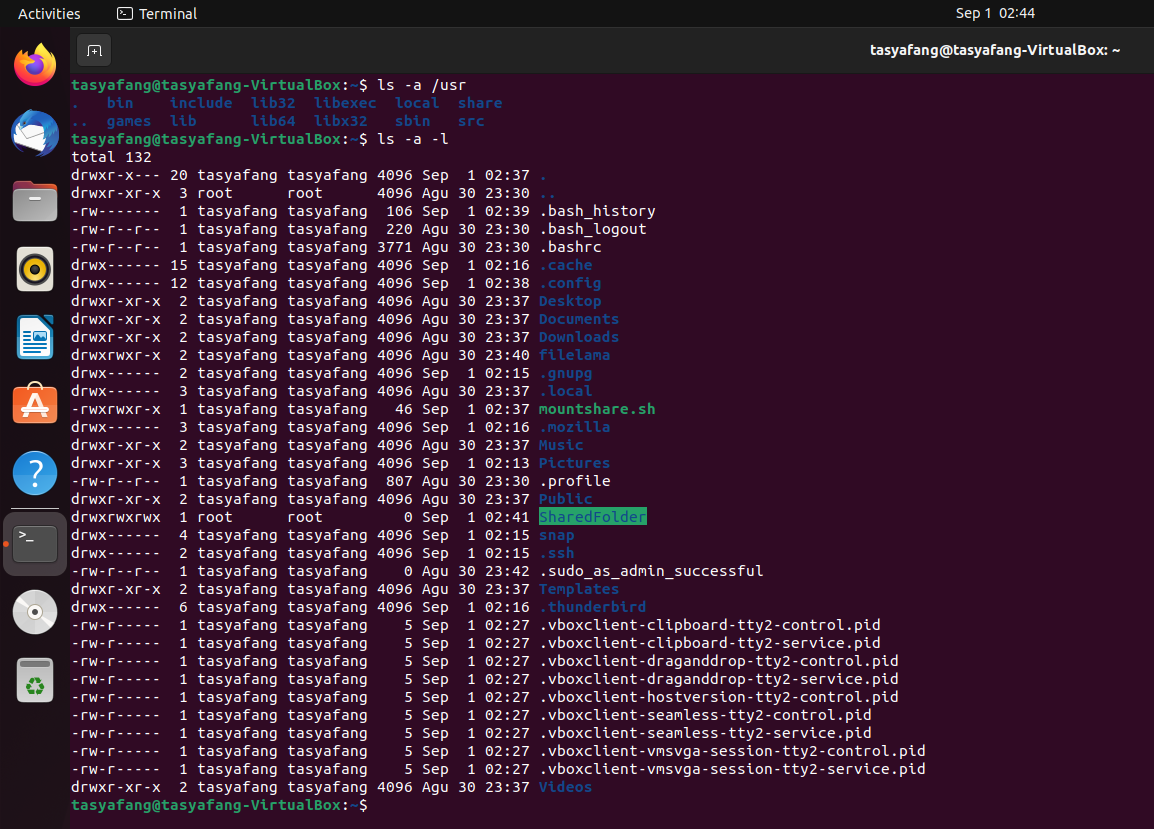 Activities Terminal Sep 1 02:44
tasyafang@tasyafang-VirtualBox: ~
tasyafang@tasyafang-VirtualBox:~$ ls -a /usr
. bin include lib32 libexec local share
.. games lib lib64 libx32 sbin src
tasyafang@tasyafang-VirtualBox:~$ ls -a -l
total 132
drwxr-x--- 20 tasyafang tasyafang 4096 Sep 1 02:37 .
drwxr-xr-x 3 root root 4096 Agu 30 23:30 ..
-rw------- 1 tasyafang tasyafang 106 Sep 1 02:39 .bash_history
-rw-r--r-- 1 tasyafang tasyafang 220 Agu 30 23:30 .bash_logout
-rw-r--r-- 1 tasyafang tasyafang 3771 Agu 30 23:30 .bashrc
drwx------ 15 tasyafang tasyafang 4096 Sep 1 02:16 .cache
drwx------ 12 tasyafang tasyafang 4096 Sep 1 02:38 .config
drwxr-xr-x 2 tasyafang tasyafang 4096 Agu 30 23:37 Desktop
drwxr-xr-x 2 tasyafang tasyafang 4096 Agu 30 23:37 Documents
drwxr-xr-x 2 tasyafang tasyafang 4096 Agu 30 23:37 Downloads
drwxrwxr-x 2 tasyafang tasyafang 4096 Agu 30 23:40 filelama
drwx------ 2 tasyafang tasyafang 4096 Sep 1 02:15 .gnupg
drwx------ 3 tasyafang tasyafang 4096 Agu 30 23:37 .local
-rwxrwxr-x 1 tasyafang tasyafang 46 Sep 1 02:37 mountshare.sh
drwx------ 3 tasyafang tasyafang 4096 Sep 1 02:16 .mozilla
drwxr-xr-x 2 tasyafang tasyafang 4096 Agu 30 23:37 Music
drwxr-xr-x 3 tasyafang tasyafang 4096 Sep 1 02:13 Pictures
-rw-r--r-- 1 tasyafang tasyafang 807 Agu 30 23:30 .profile
drwxr-xr-x 2 tasyafang tasyafang 4096 Agu 30 23:37 Public
drwxrwxrwx 1 root root 0 Sep 1 02:41 SharedFolder
drwx------ 4 tasyafang tasyafang 4096 Sep 1 02:15 snap
drwx------ 2 tasyafang tasyafang 4096 Sep 1 02:15 .ssh
-rw-r--r-- 1 tasyafang tasyafang 0 Agu 30 23:42 .sudo_as_admin_successful
drwxr-xr-x 2 tasyafang tasyafang 4096 Agu 30 23:37 Templates
drwx------ 6 tasyafang tasyafang 4096 Sep 1 02:16 .thunderbird
-rw-r----- 1 tasyafang tasyafang 5 Sep 1 02:27 .vboxclient-clipboard-tty2-control.pid
-rw-r----- 1 tasyafang tasyafang 5 Sep 1 02:27 .vboxclient-clipboard-tty2-service.pid
-rw-r----- 1 tasyafang tasyafang 5 Sep 1 02:27 .vboxclient-draganddrop-tty2-control.pid
-rw-r----- 1 tasyafang tasyafang 5 Sep 1 02:27 .vboxclient-draganddrop-tty2-service.pid
-rw-r----- 1 tasyafang tasyafang 5 Sep 1 02:27 .vboxclient-hostversion-tty2-control.pid
-rw-r----- 1 tasyafang tasyafang 5 Sep 1 02:27 .vboxclient-seamless-tty2-control.pid
-rw-r----- 1 tasyafang tasyafang 5 Sep 1 02:27 .vboxclient-seamless-tty2-service.pid
-rw-r----- 1 tasyafang tasyafang 5 Sep 1 02:27 .vboxclient-vmsvga-session-tty2-control.pid
-rw-r----- 1 tasyafang tasyafang 5 Sep 1 02:27 .vboxclient-vmsvga-session-tty2-service.pid
drwxr-xr-x 2 tasyafang tasyafang 4096 Agu 30 23:37 Videos
tasyafang@tasyafang-VirtualBox:~$